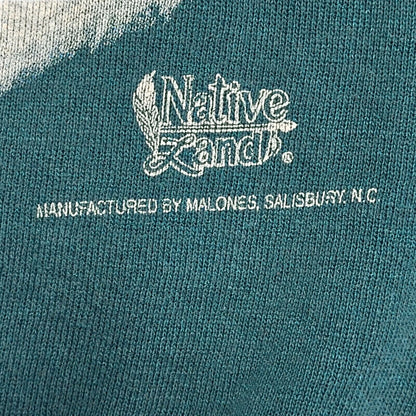 Native
Land ®
MANUFACTURED BY MALONES, SALISBURY, N.C.